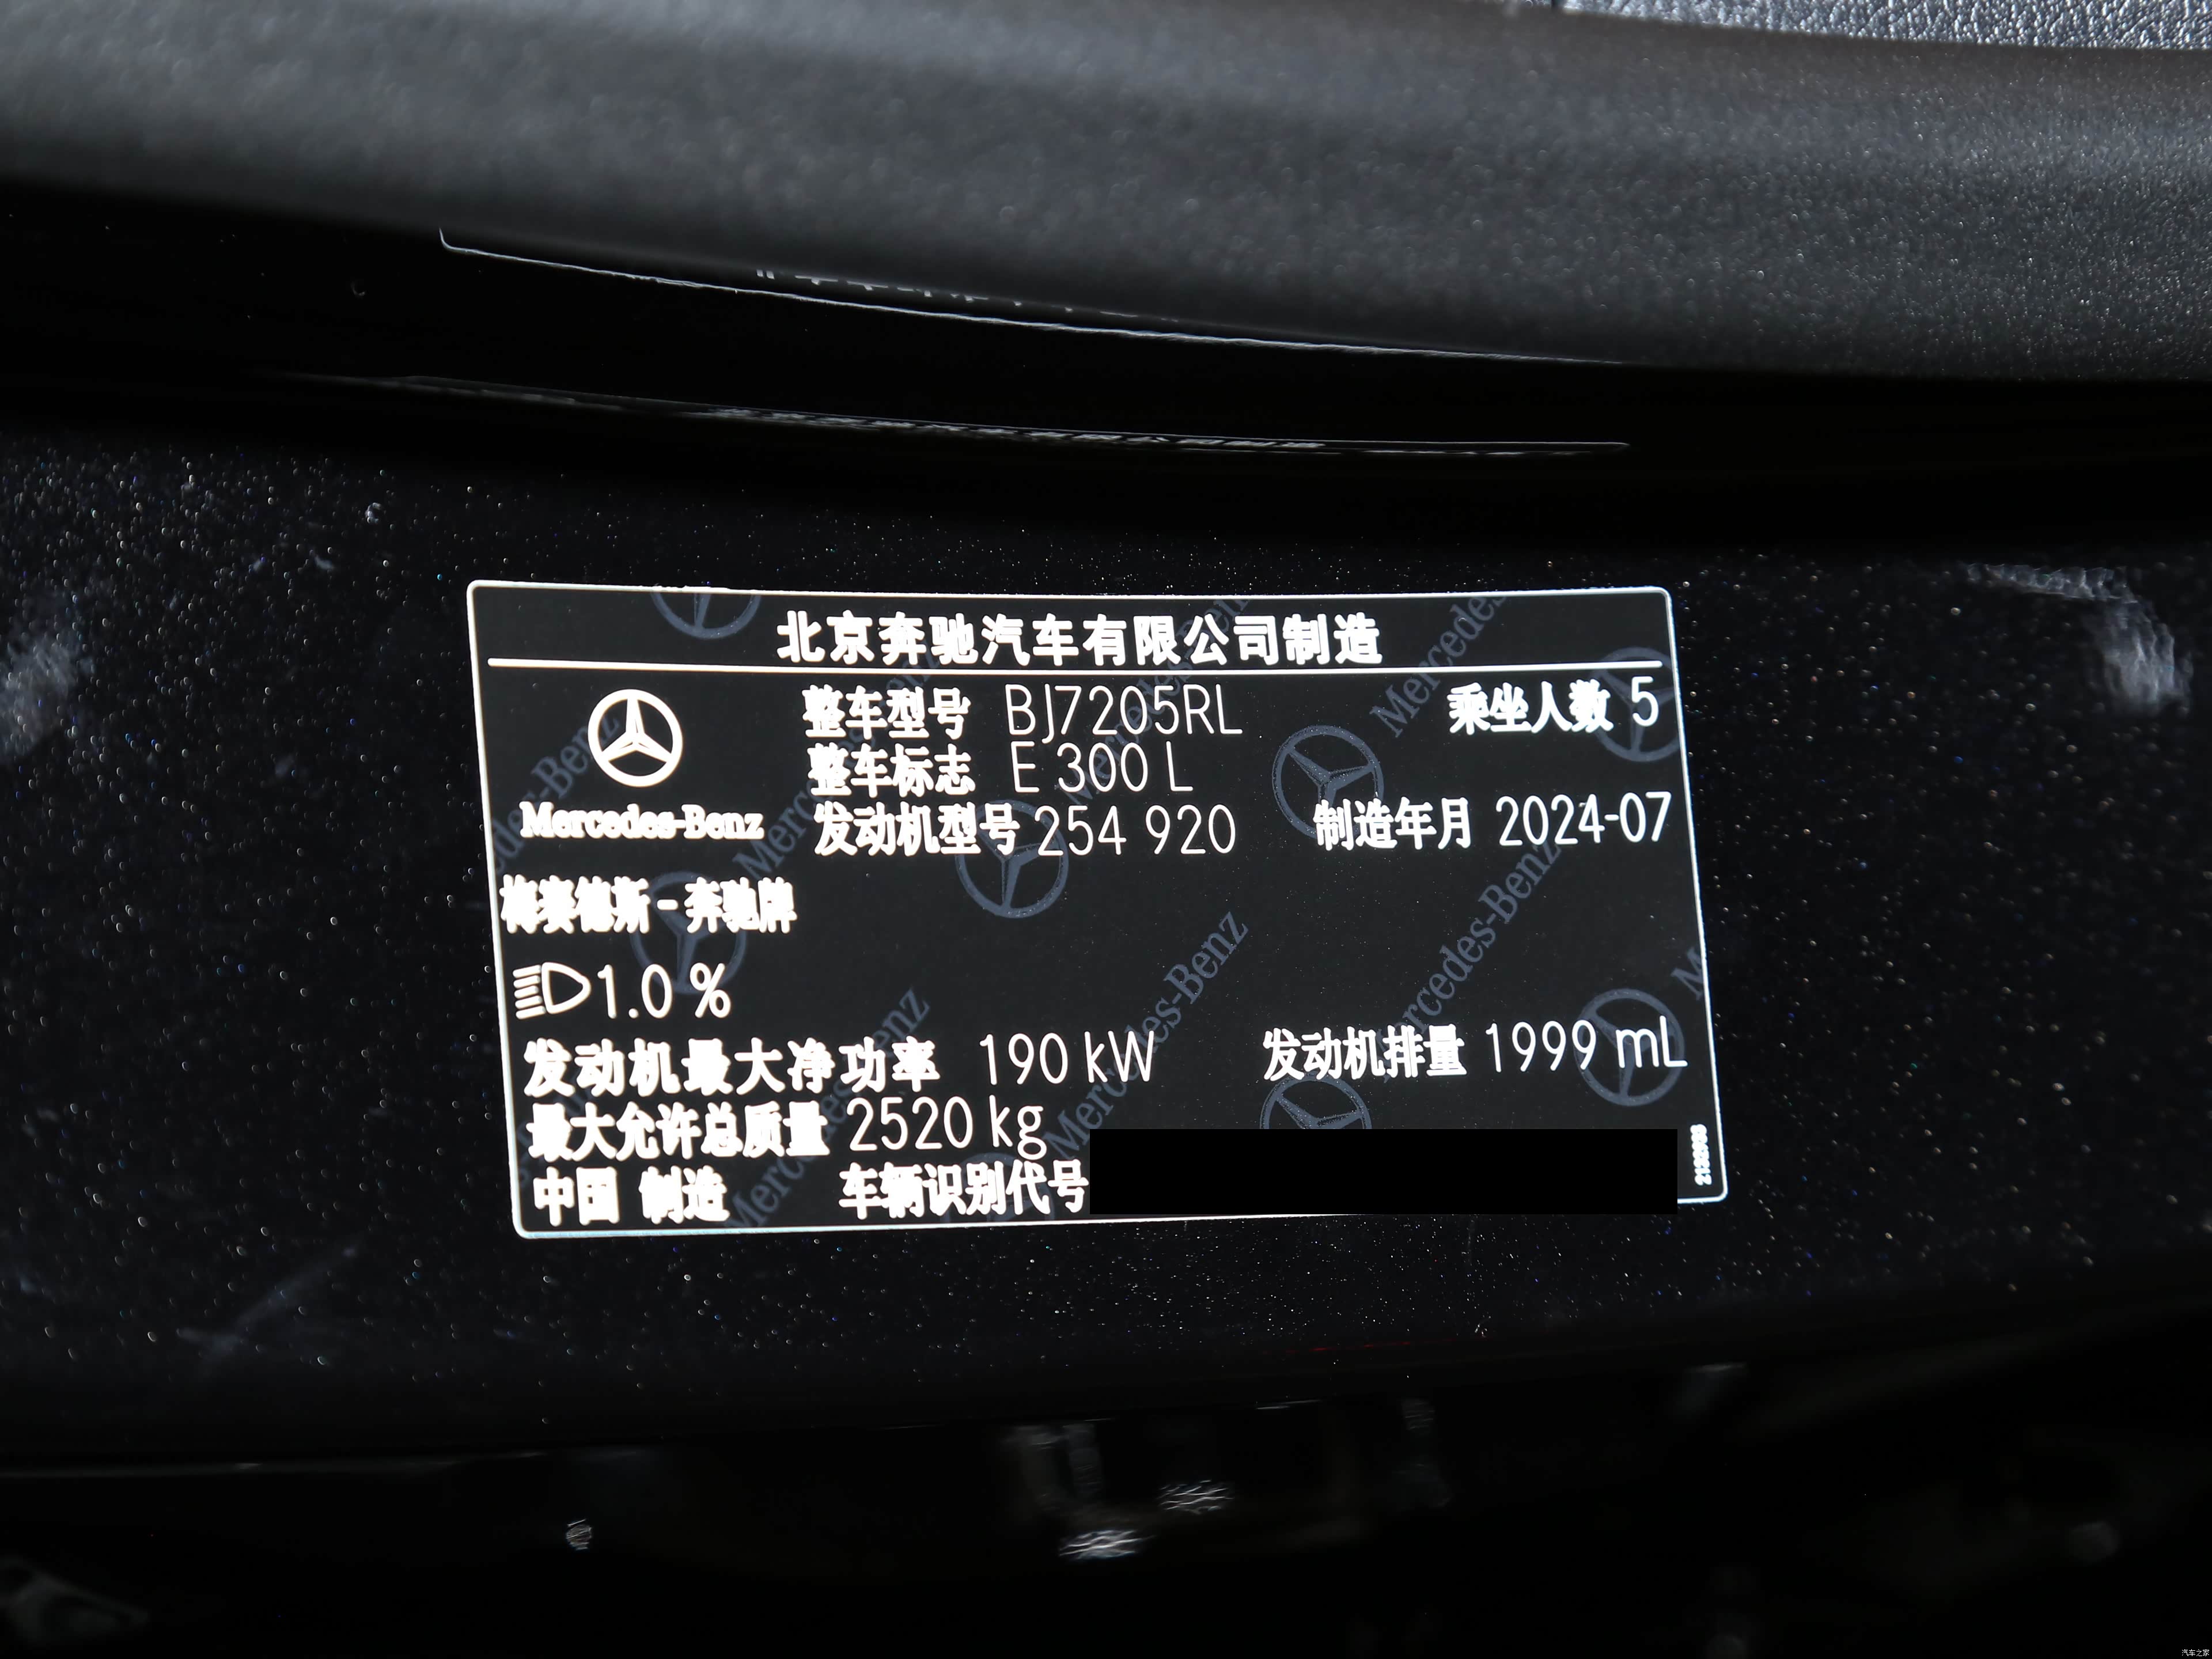 北京奔驰汽车有限公司制造
整车型号 BJ7205RL 乘坐人数 5
整车标志 E 300 L
Mercedes-Benz 发动机型号 254 920 制造年月 2024-07
梅赛德斯-奔驰牌
1.0 %
发动机最大净功率 190 kW 发动机排量 1999 mL
最大允许总质量 2520 kg
中国 制造 车辆识别代号
汽车之家